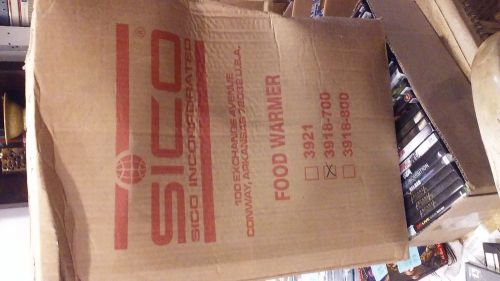 SICO®
SICO INCORPORATED
100 EXCHANGE AVENUE
CONWAY, ARKANSAS 72032 U.S.A.
FOOD WARMER
3921
3918-700
3918-800